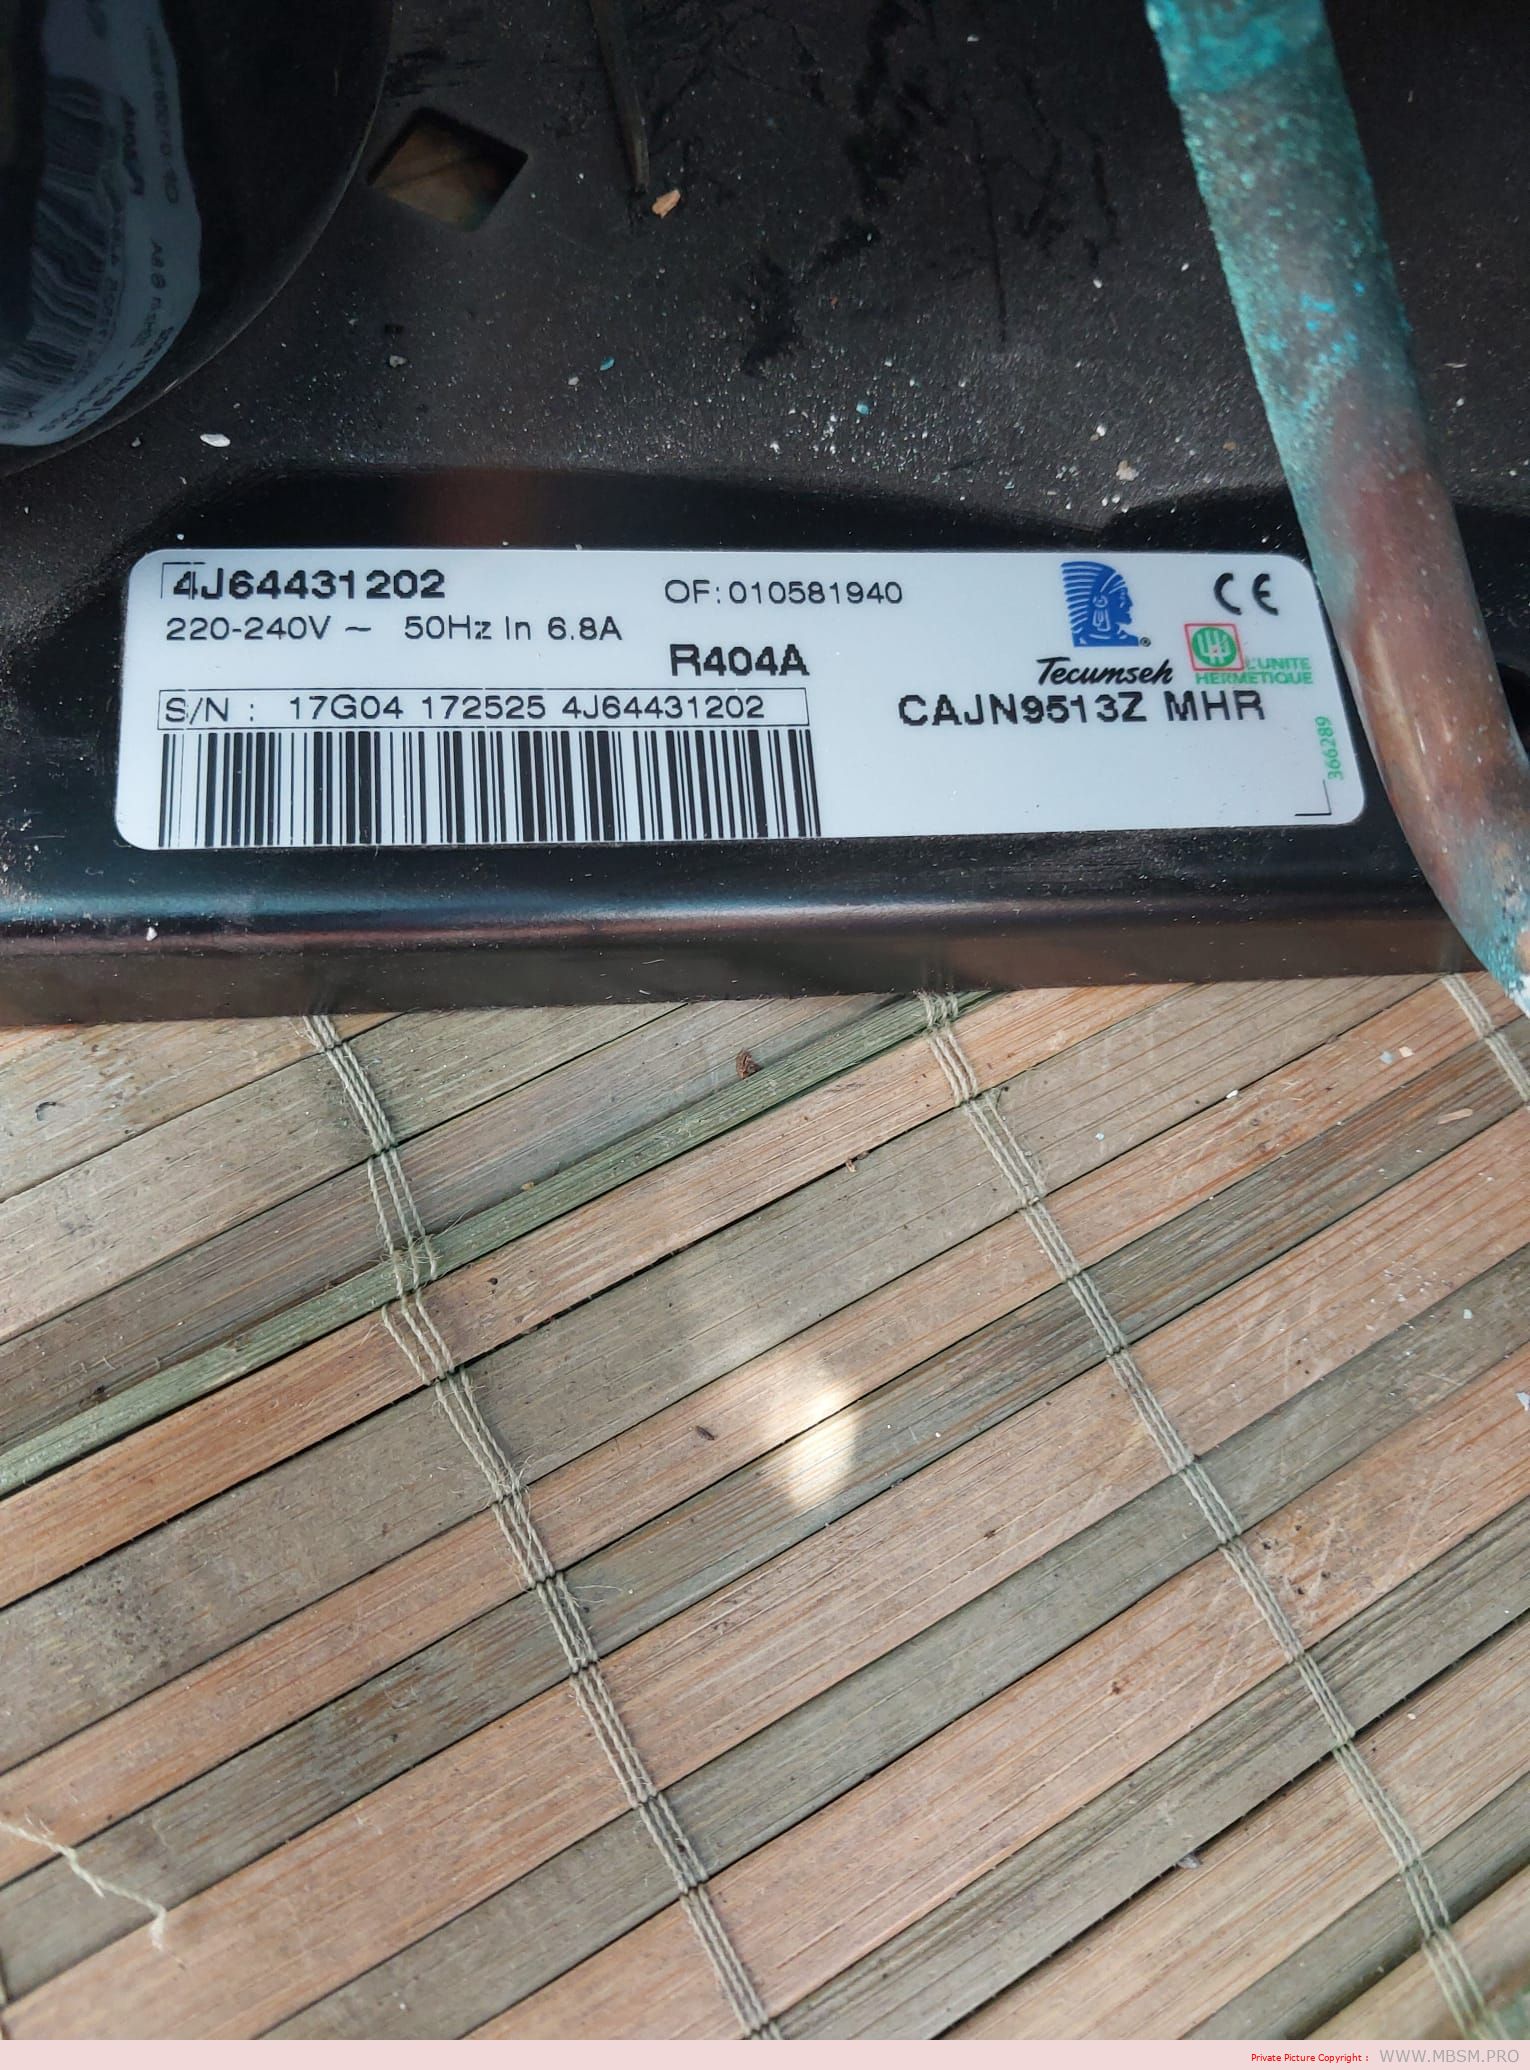 4J64431202
OF:010581940
220-240V ~ 50Hz In 6.8A
R404A
S/N : 17G04 172525 4J64431202
CE
Tecumseh
L'UNITE
HERMETIQUE
CAJN9513Z MHR
366289
Private Picture Copyright : WWW.MBSM.PRO